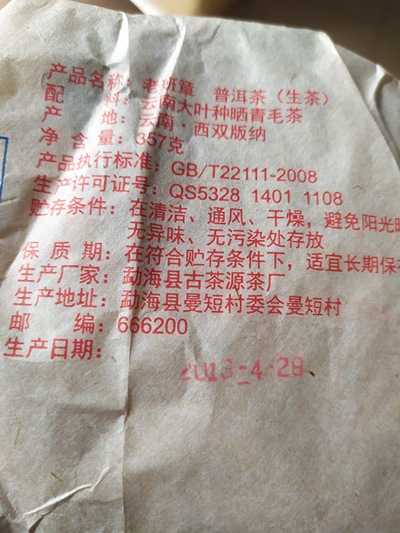 产品名称：老班章 普洱茶（生茶）
配 料：云南大叶种晒青毛茶
产 地：云南·西双版纳
净 含 量：357克
产品执行标准：GB/T22111-2008
生产许可证号：QS5328 1401 1108
贮存条件：在清洁、通风、干燥，避免阳光
无异味、无污染处存放
保 质 期：在符合贮存条件下，适宜长期保
生产厂家：勐海县古茶源茶厂
生产地址：勐海县曼短村委会曼短村
邮 编：666200
生产日期：
2013-4-28